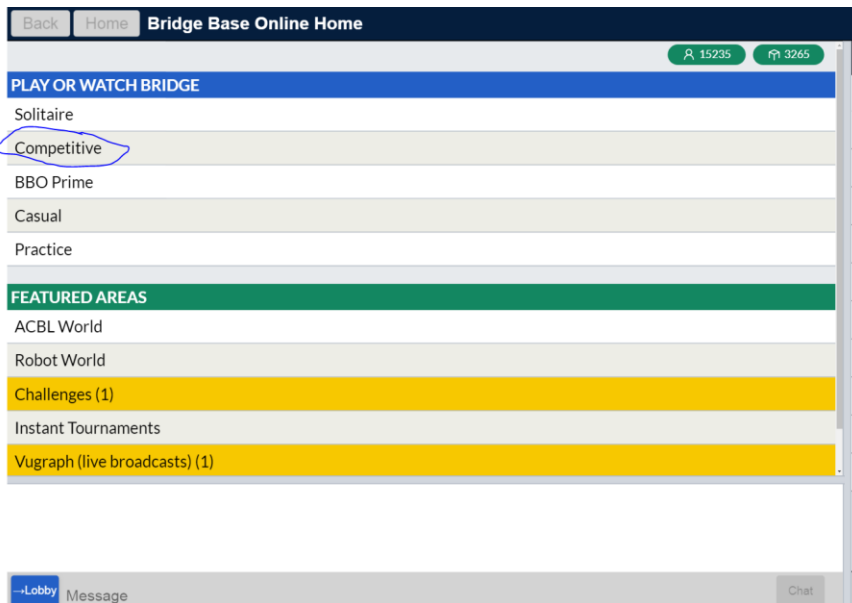 Back Home Bridge Base Online Home
15235 3265
PLAY OR WATCH BRIDGE
Solitaire
Competitive
BBO Prime
Casual
Practice
FEATURED AREAS
ACBL World
Robot World
Challenges (1)
Instant Tournaments
Vugraph (live broadcasts) (1)
→Lobby Message Chat